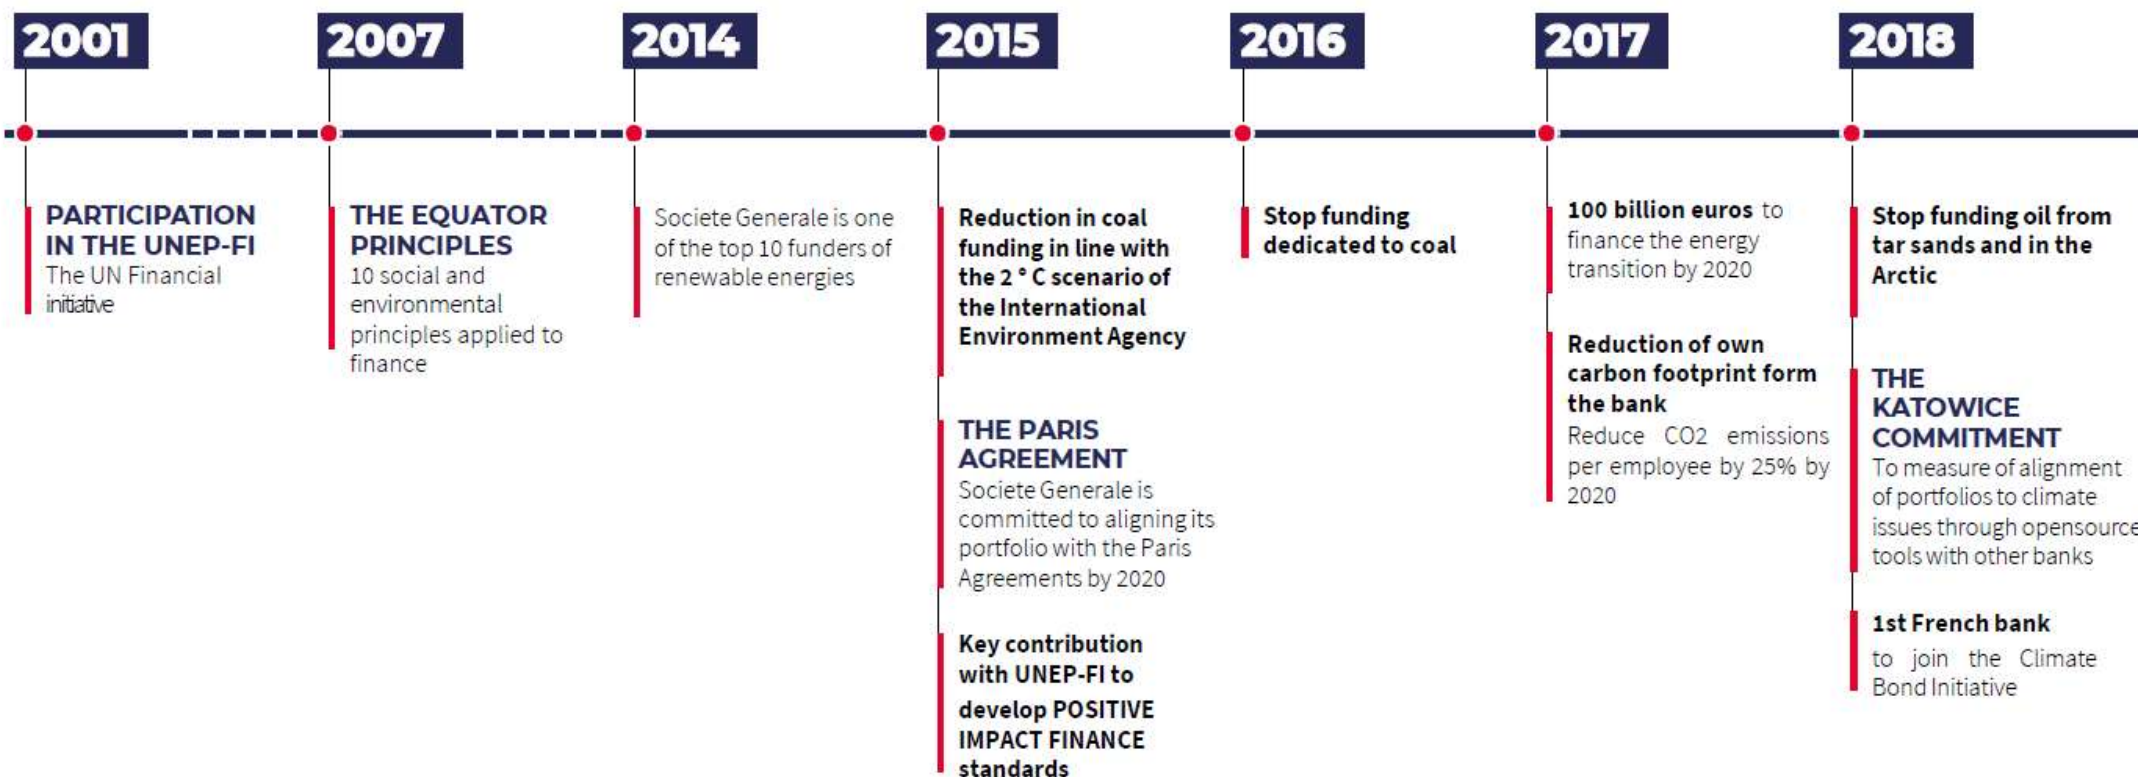 2001
PARTICIPATION
IN THE UNEP-FI
The UN Financial
initiative
2007
THE EQUATOR
PRINCIPLES
10 social and
environmental
principles applied to
finance
2014
Societe Generale is one
of the top 10 funders of
renewable energies
2015
Reduction in coal
funding in line with
the 2 ° C scenario of
the International
Environment Agency
THE PARIS
AGREEMENT
Societe Generale is
committed to aligning its
portfolio with the Paris
Agreements by 2020
Key contribution
with UNEP-FI to
develop POSITIVE
IMPACT FINANCE
standards
2016
Stop funding
dedicated to coal
2017
100 billion euros to
finance the energy
transition by 2020
Reduction of own
carbon footprint form
the bank
Reduce CO2 emissions
per employee by 25% by
2020
2018
Stop funding oil from
tar sands and in the
Arctic
THE
KATOWICE
COMMITMENT
To measure of alignment
of portfolios to climate
issues through opensource
tools with other banks
1st French bank
to join the Climate
Bond Initiative